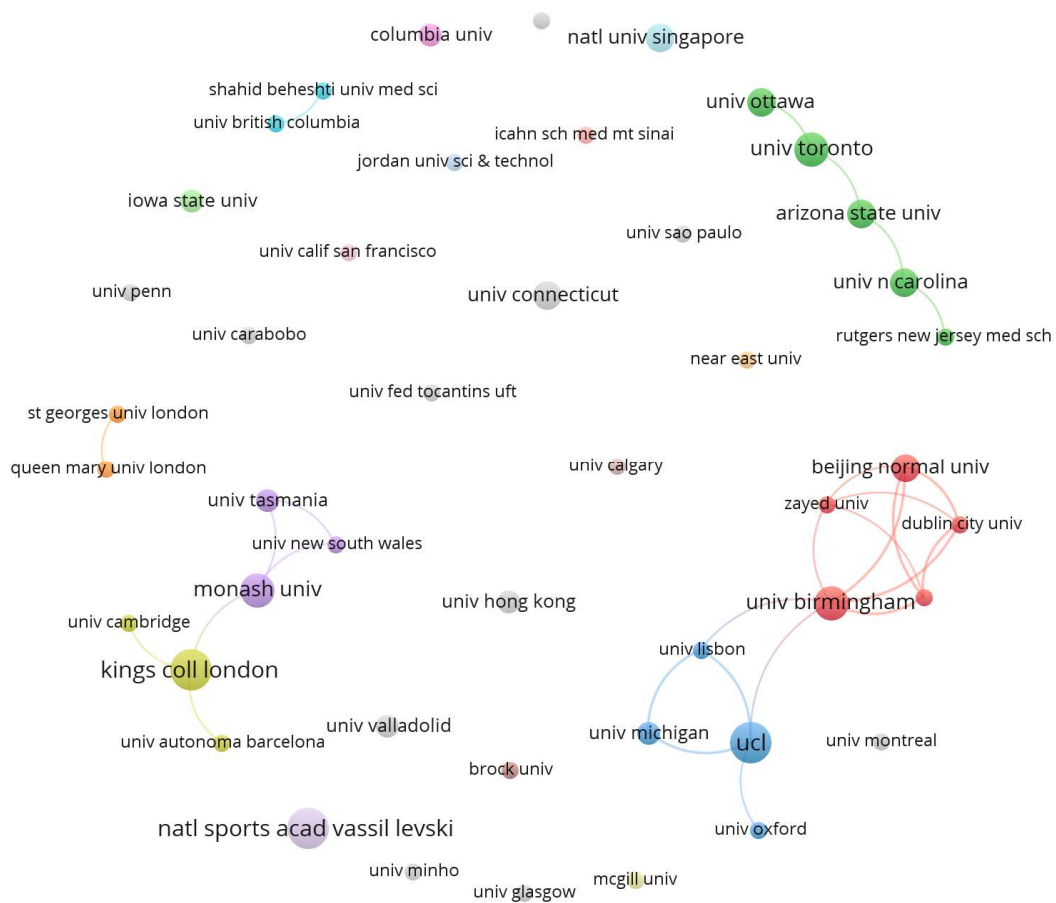 columbia univ
natl univ singapore
shahid beheshti univ med sci
univ ottawa
univ british columbia
icahn sch med mt sinai
univ toronto
jordan univ sci & technol
iowa state univ
arizona state univ
univ sao paulo
univ calif san francisco
univ n carolina
univ penn
univ connecticut
univ carabobo
rutgers new jersey med sch
near east univ
univ fed tocantins uft
st georges univ london
queen mary univ london
univ calgary
beijing normal univ
univ tasmania
zayed univ
dublin city univ
univ new south wales
monash univ
univ hong kong
univ birmingham
univ cambridge
univ lisbon
kings coll london
univ valladolid
univ michigan
ucl
univ autonoma barcelona
univ montreal
brock univ
natl sports acad vassil levski
univ oxford
univ minho
mcgill univ
univ glasgow